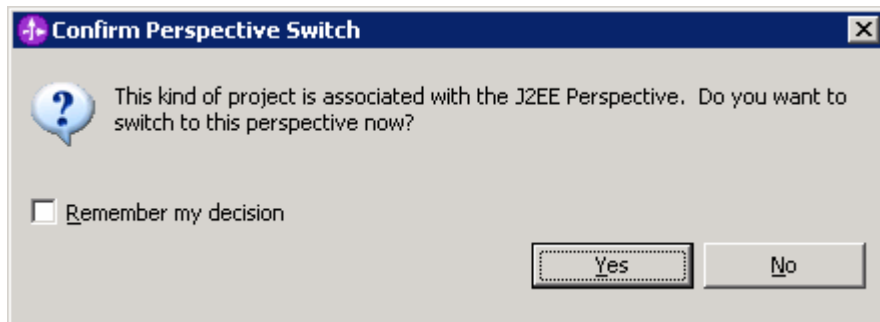 Confirm Perspective Switch
This kind of project is associated with the J2EE Perspective.  Do you want to
switch to this perspective now?
Remember my decision
Yes No